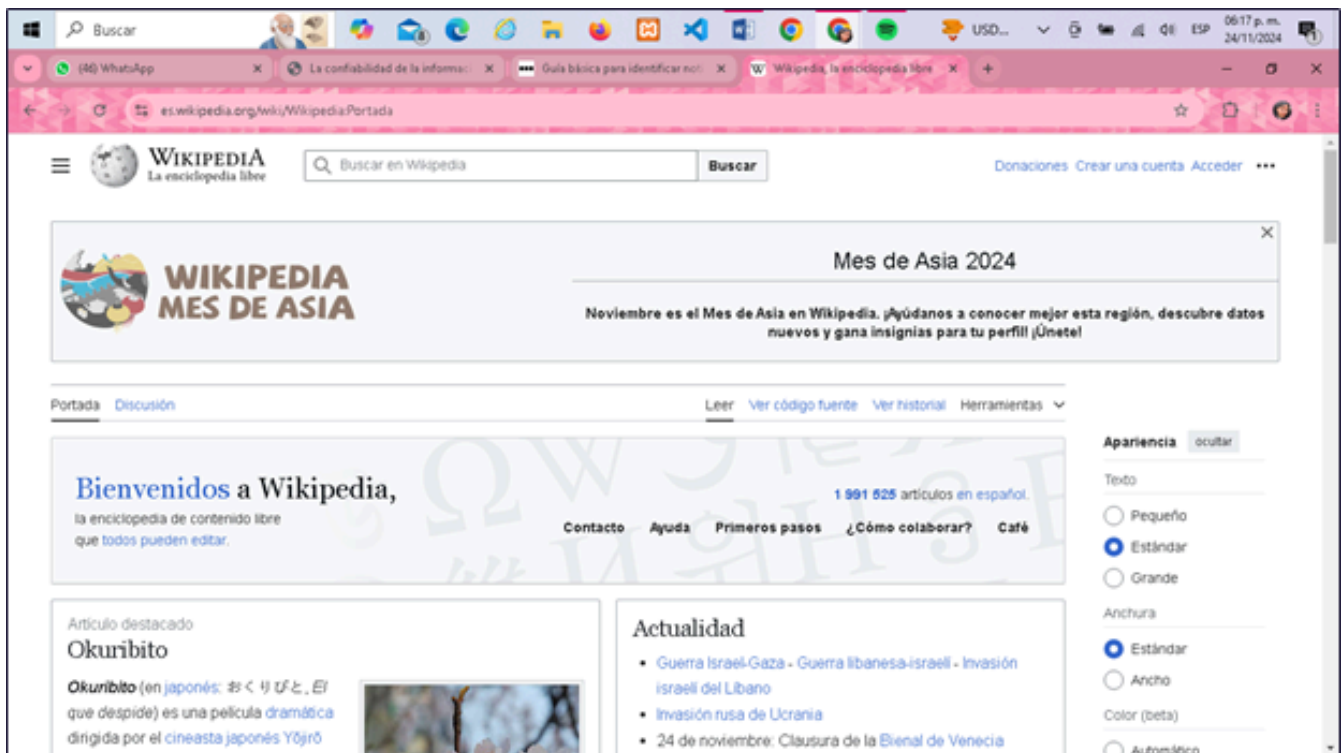 Buscar
USD...
ESP
06:17 p. m.
24/11/2024
(46) WhatsApp
La confiabilidad de la informaci
Guía básica para identificar noti
Wikipedia, la enciclopedia libre
es.wikipedia.org/wiki/Wikipedia:Portada
WIKIPEDIA
La enciclopedia libre
Buscar en Wikipedia
Buscar
Donaciones Crear una cuenta Acceder
WIKIPEDIA
MES DE ASIA
Mes de Asia 2024
Noviembre es el Mes de Asia en Wikipedia. ¡Ayúdanos a conocer mejor esta región, descubre datos
nuevos y gana insignias para tu perfil! ¡Únete!
Portada Discusión
Leer Ver código fuente Ver historial Herramientas
Bienvenidos a Wikipedia,
la enciclopedia de contenido libre
que todos pueden editar.
1 991 525 artículos en español.
Contacto Ayuda Primeros pasos ¿Cómo colaborar? Café
Artículo destacado
Okuribito
Okuribito (en japonés: おくりびと, El
que despide) es una película dramática
dirigida por el cineasta japonés Yōjirō
Actualidad
Guerra Israel-Gaza - Guerra libanesa-israelí - Invasión
israelí del Líbano
Invasión rusa de Ucrania
24 de noviembre: Clausura de la Bienal de Venecia
Apariencia ocultar
Texto
Pequeño
Estándar
Grande
Anchura
Estándar
Ancho
Color (beta)
Automático